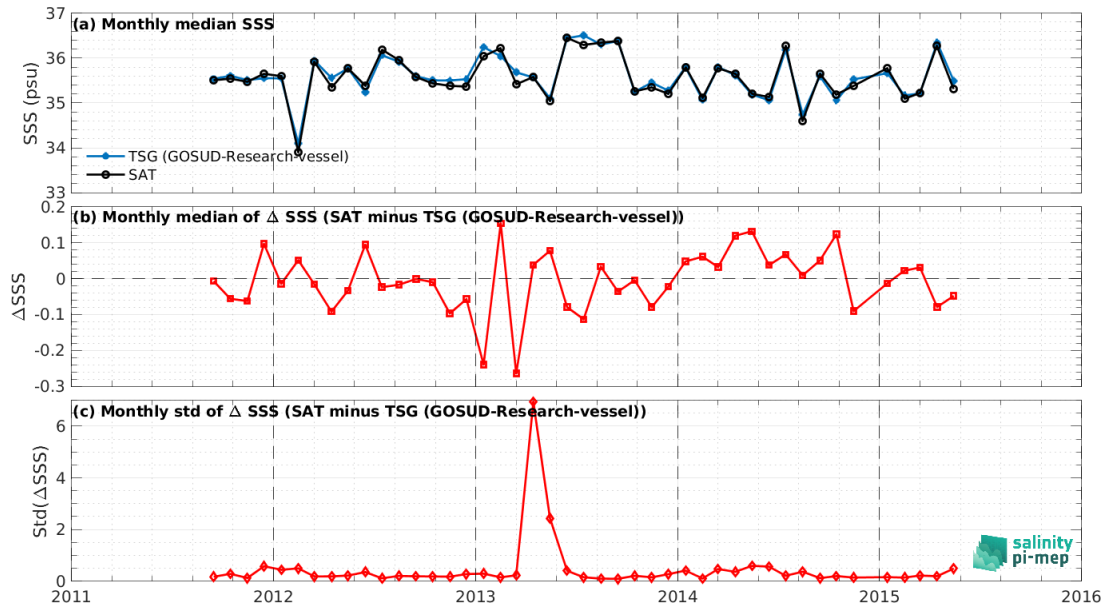 (a) Monthly median SSS
37
36
35
34
33
SSS (psu)
TSG (GOSUD-Research-vessel)
SAT
(b) Monthly median of Δ SSS (SAT minus TSG (GOSUD-Research-vessel))
0.2
0.1
0
-0.1
-0.2
-0.3
ΔSSS
(c) Monthly std of Δ SSS (SAT minus TSG (GOSUD-Research-vessel))
6
4
2
0
Std(ΔSSS)
2011 2012 2013 2014 2015 2016
salinity
pi-mep